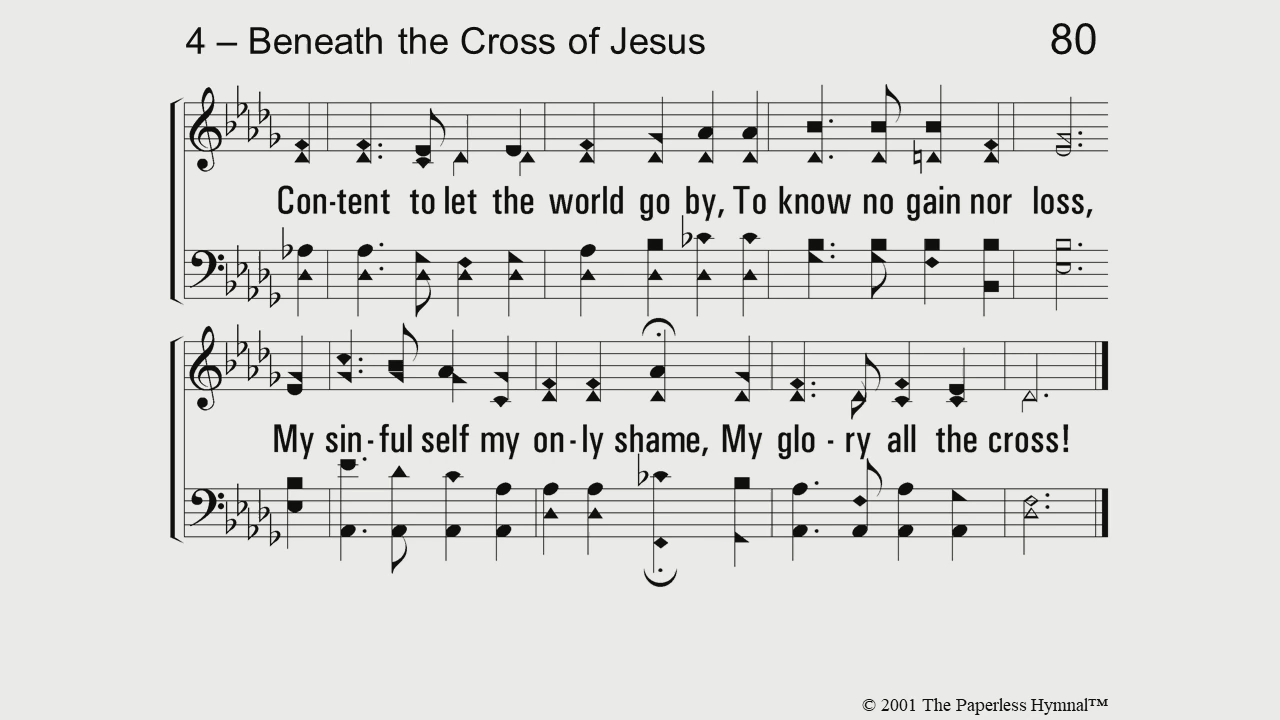 4 – Beneath the Cross of Jesus 80
Con-tent to let the world go by, To know no gain nor loss,
My sin-ful self my on-ly shame, My glo-ry all the cross!
© 2001 The Paperless Hymnal™